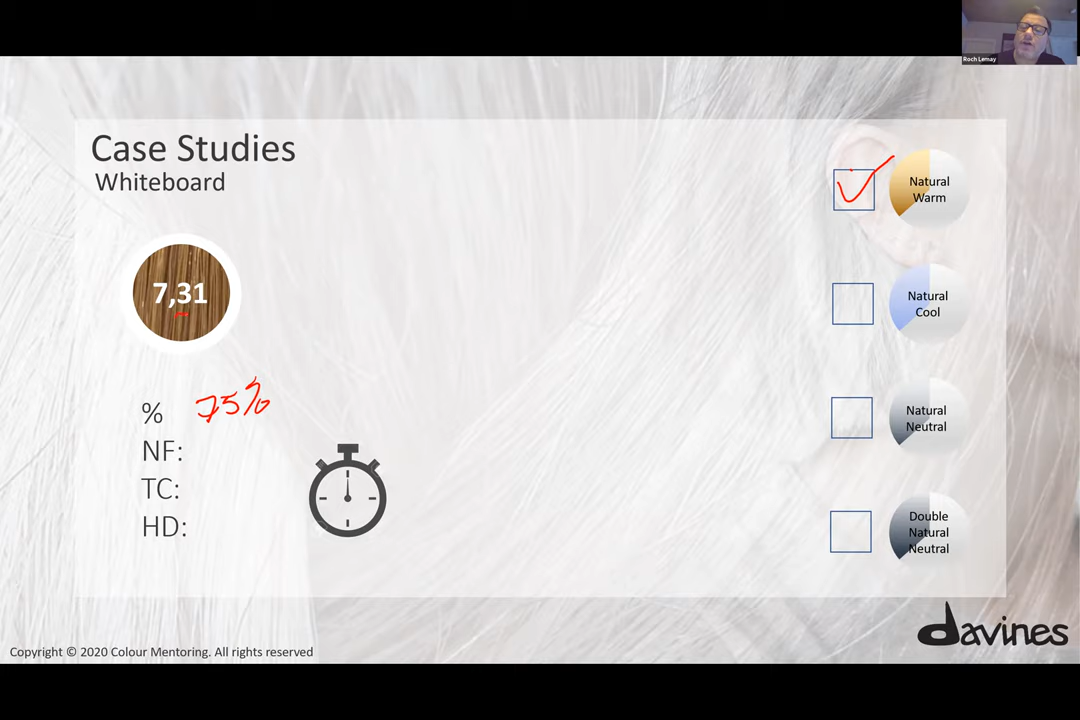 Roch Lemay
Case Studies
Whiteboard
7,31
% 75%
NF:
TC:
HD:
Natural
Warm
Natural
Cool
Natural
Neutral
Double
Natural
Neutral
davines
Copyright © 2020 Colour Mentoring. All rights reserved